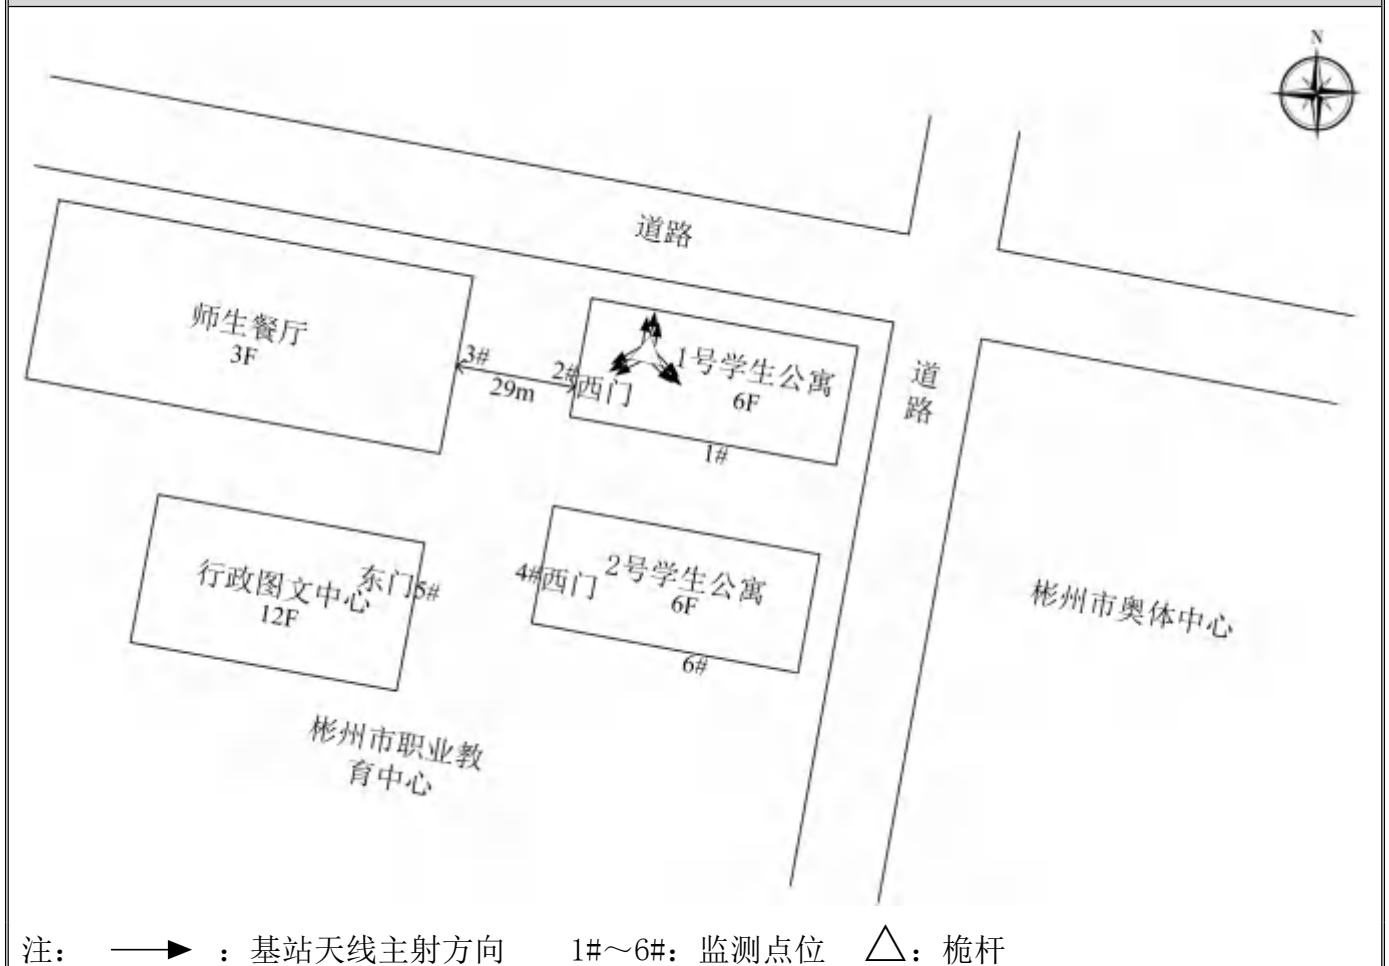 N
道路
师生餐厅
3F
3#
29m
2#
西门
1号学生公寓
6F
1#
道
路
行政图文中心
12F
东门
5#
4#
西门
2号学生公寓
6F
6#
彬州市奥体中心
彬州市职业教
育中心
注： ：基站天线主射方向 1#～6#：监测点位 △：桅杆